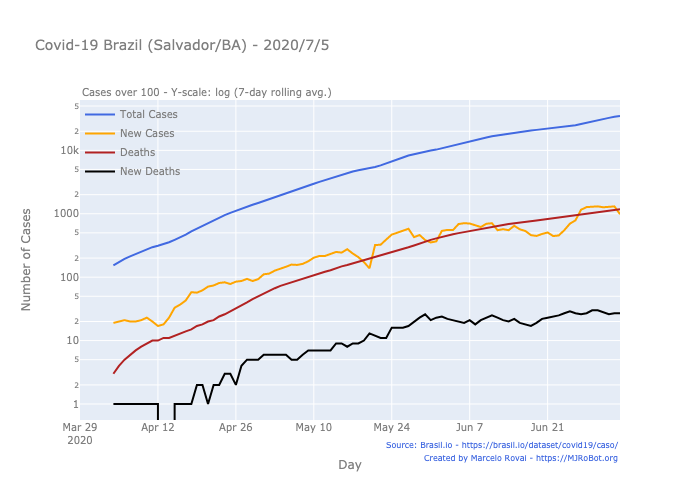 Covid-19 Brazil (Salvador/BA) - 2020/7/5
Cases over 100 - Y-scale: log (7-day rolling avg.)
Total Cases
New Cases
Deaths
New Deaths
Number of Cases
5
2
10k
5
2
1000
5
2
100
5
2
10
5
2
1
Mar 29
2020
Apr 12
Apr 26
May 10
May 24
Jun 7
Jun 21
Day
Source: Brasil.io - https://brasil.io/dataset/covid19/caso/
Created by Marcelo Rovai - https://MJRoBot.org